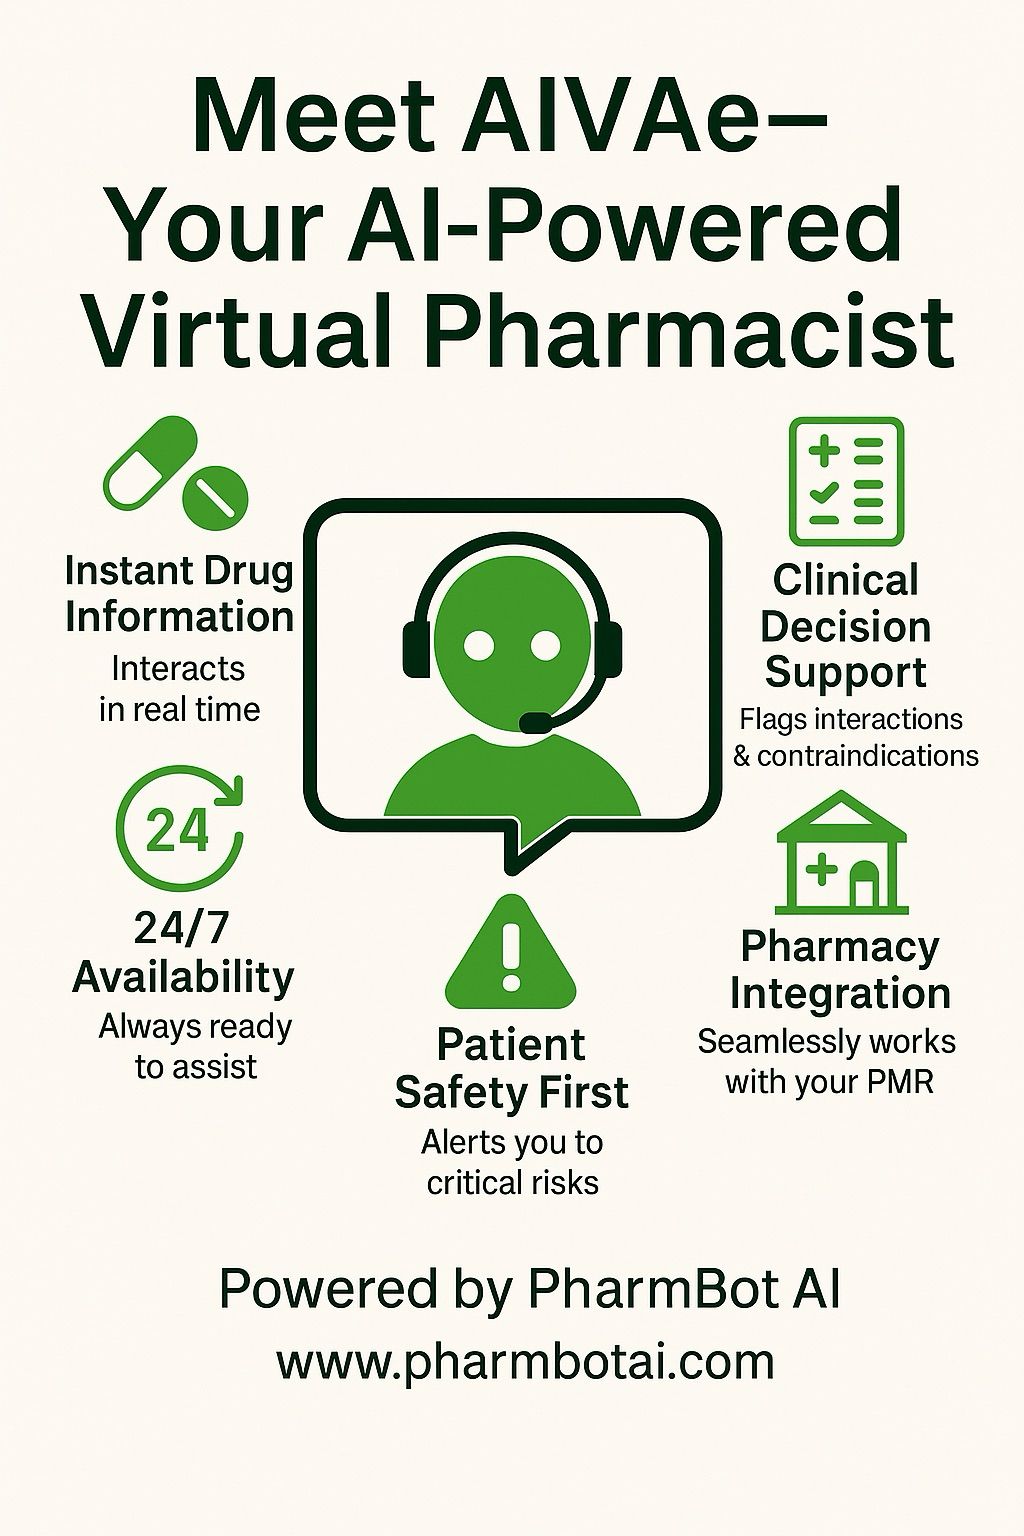 Meet AIVAe–
Your AI-Powered
Virtual Pharmacist
Instant Drug
Information
Interacts
in real time
24
24/7
Availability
Always ready
to assist
Clinical
Decision
Support
Flags interactions
& contraindications
Pharmacy
Integration
Seamlessly works
with your PMR
Patient
Safety First
Alerts you to
critical risks
Powered by PharmBot AI
www.pharmbotai.com